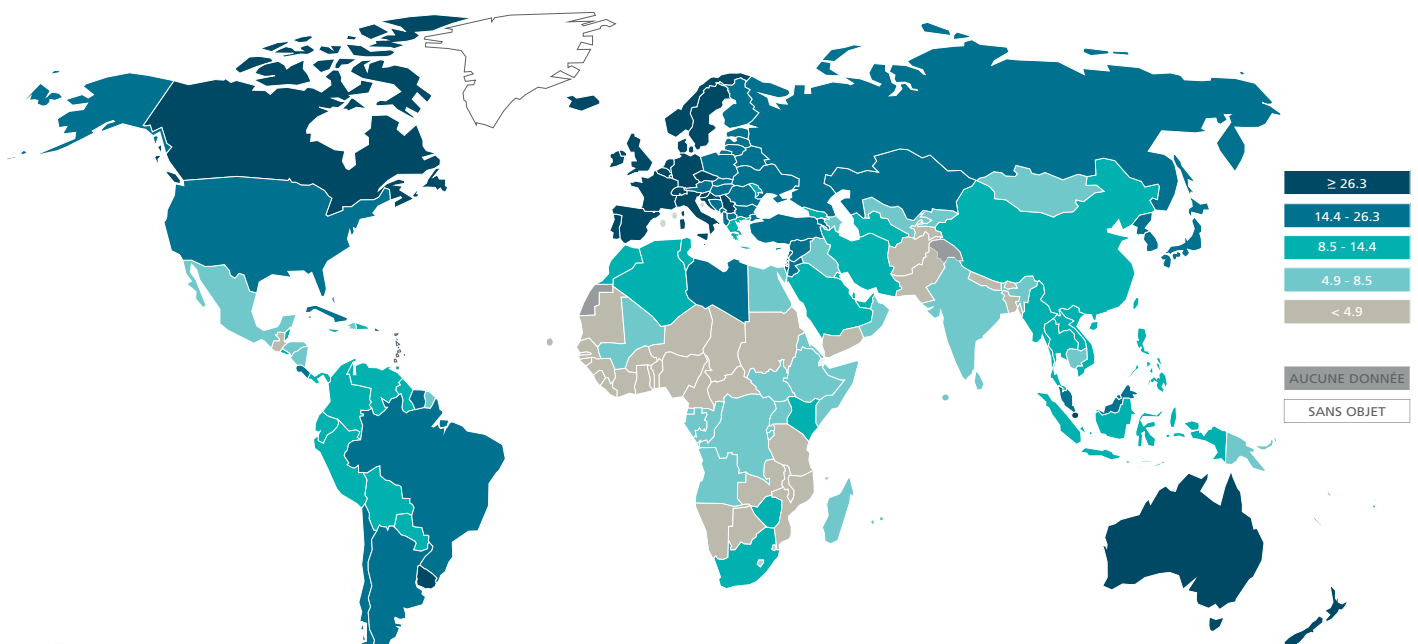 ≥ 26.3
14.4 - 26.3
8.5 - 14.4
4.9 - 8.5
< 4.9
AUCUNE DONNÉE
SANS OBJET